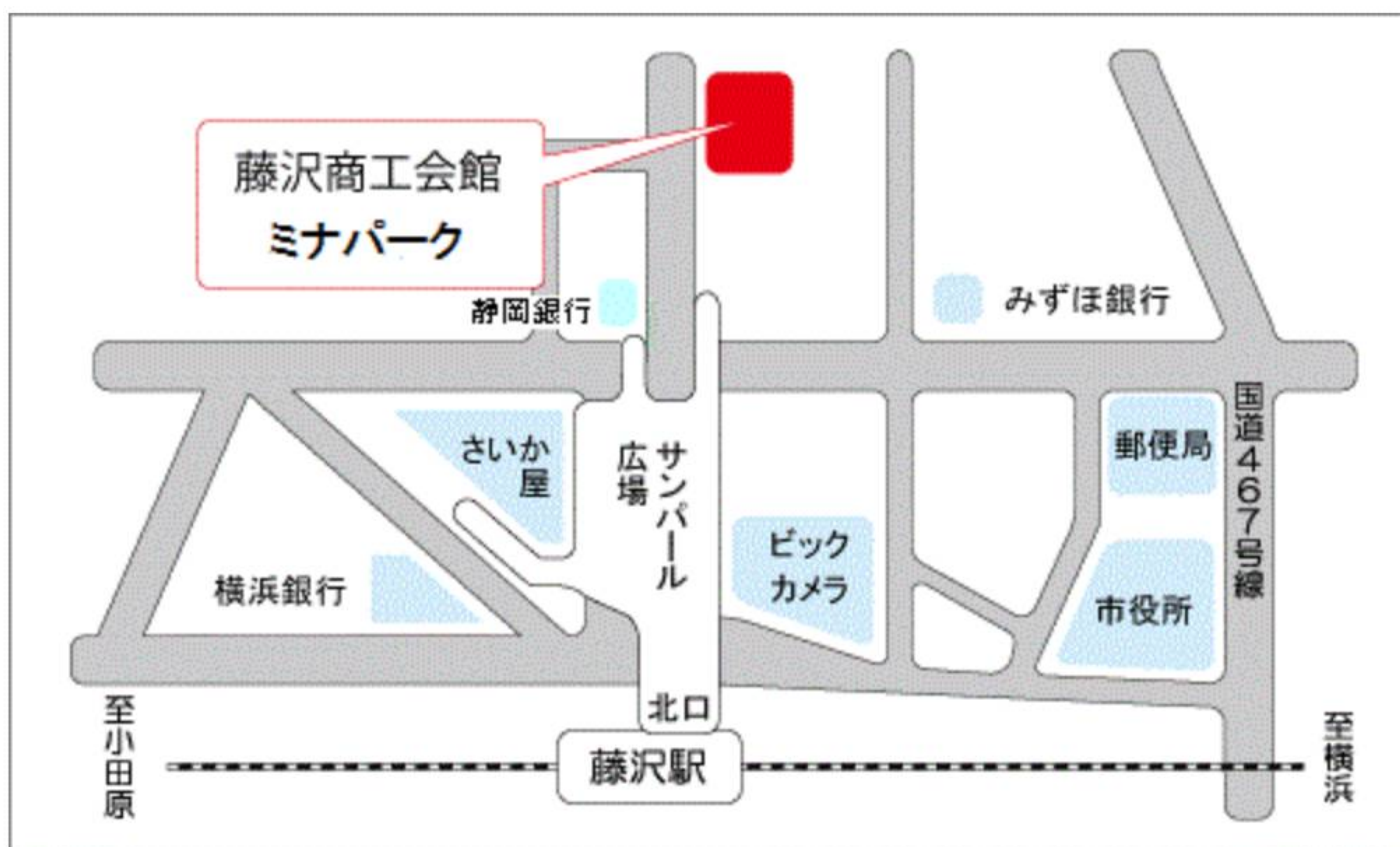 藤沢商工会館
ミナパーク
静岡銀行
みずほ銀行
さいか
屋
サンパール
広場
ビック
カメラ
郵便局
国道467号線
横浜銀行
市役所
北口
藤沢駅
至小田原
至横浜